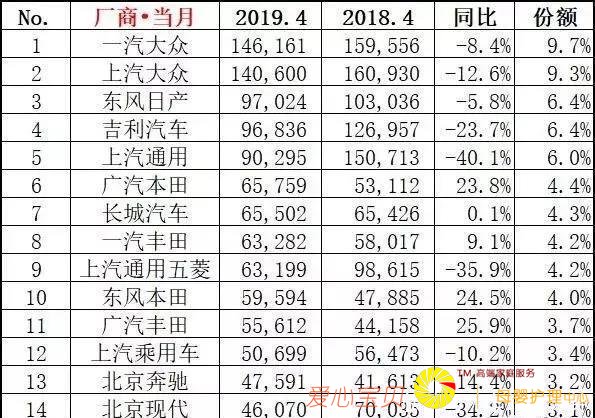 No. 厂商·当月 2019.4 2018.4 同比 份额
1 一汽大众 146,161 159,556 -8.4% 9.7%
2 上汽大众 140,600 160,930 -12.6% 9.3%
3 东风日产 97,024 103,036 -5.8% 6.4%
4 吉利汽车 96,836 126,957 -23.7% 6.4%
5 上汽通用 90,295 150,713 -40.1% 6.0%
6 广汽本田 65,759 53,112 23.8% 4.4%
7 长城汽车 65,502 65,426 0.1% 4.3%
8 一汽丰田 63,282 58,017 9.1% 4.2%
9 上汽通用五菱 63,199 98,615 -35.9% 4.2%
10 东风本田 59,594 47,885 24.5% 4.0%
11 广汽丰田 55,612 44,158 25.9% 3.7%
12 上汽乘用车 50,699 56,473 -10.2% 3.4%
TM 高端家庭服务
13 北京奔驰 47,591 41,613 14.4% 3.2%
爱心宝贝 母婴护理中心
14 北京现代 46,070 70,035 -34.2% 3.1%